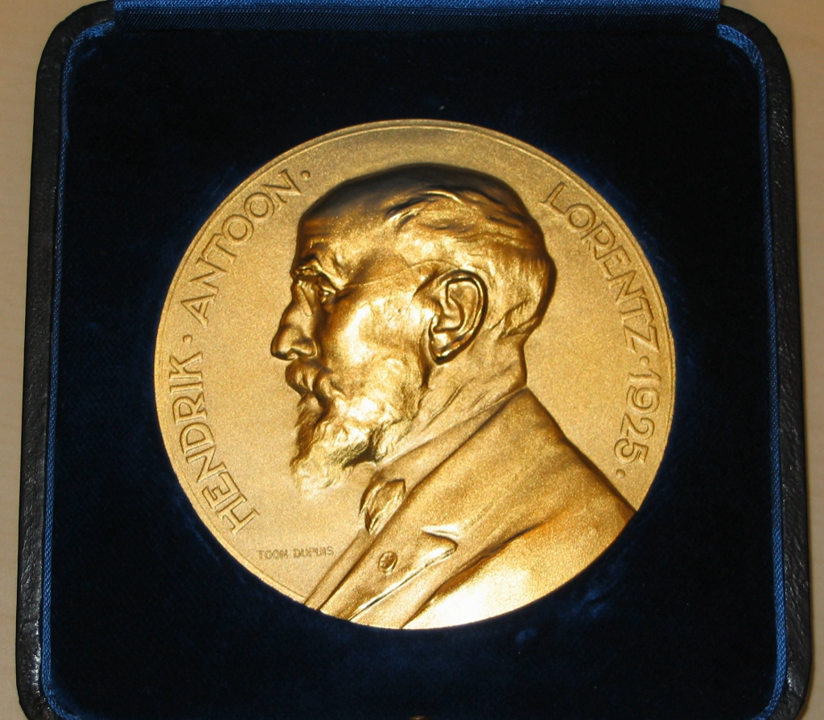 HENDRIK · ANTOON ·
LORENTZ · 1925 ·
TOON DUPUIS